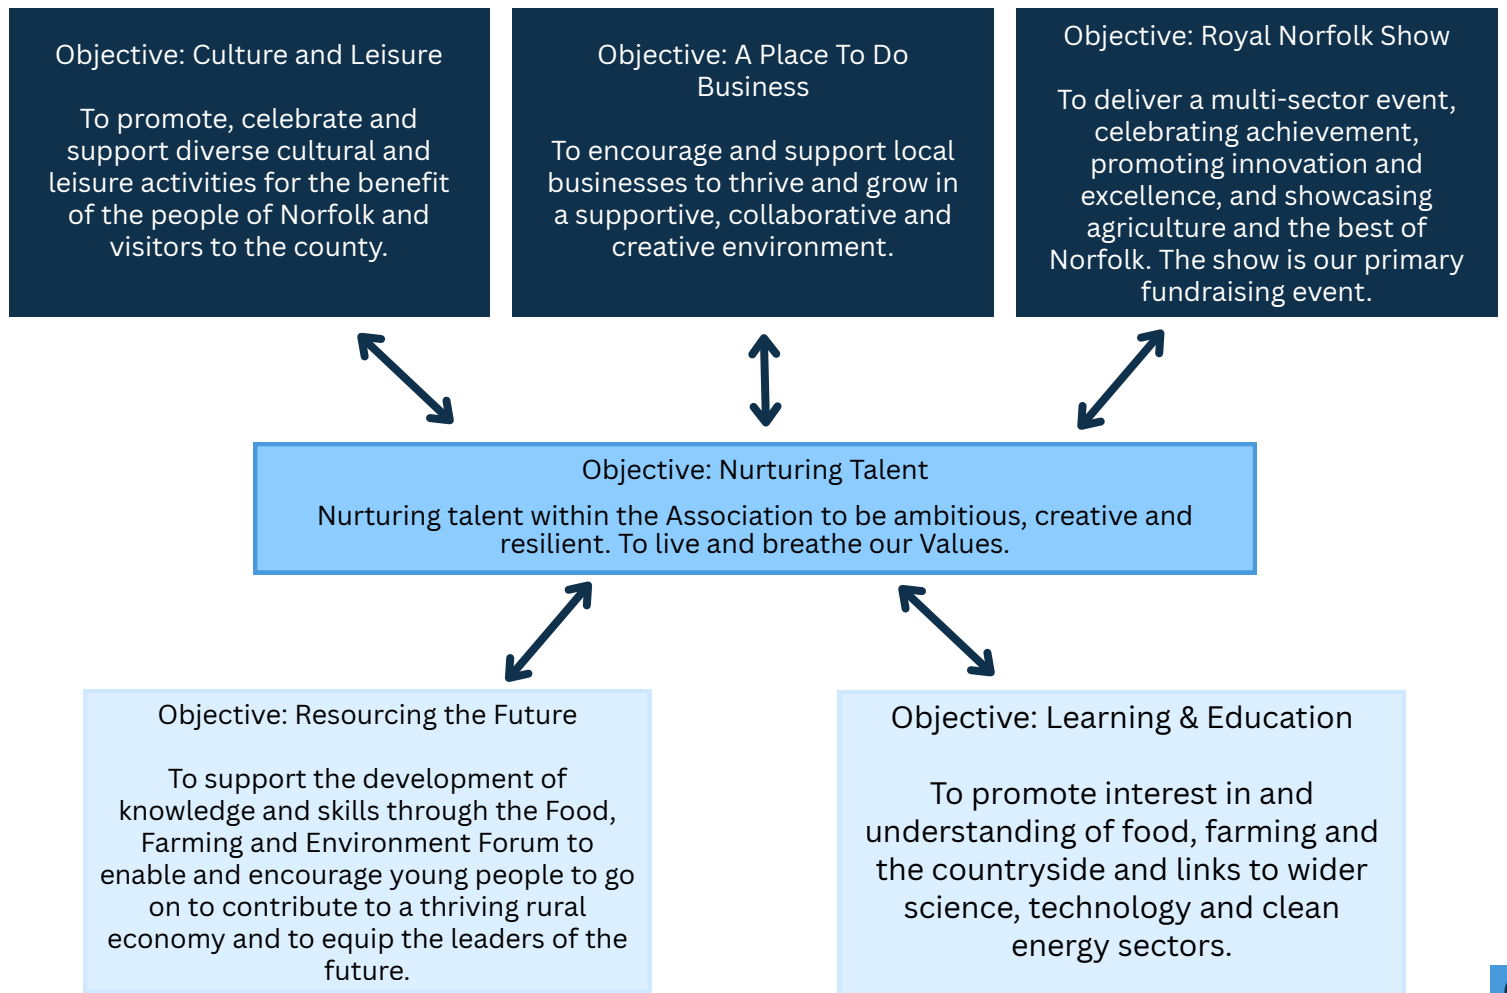 Objective: Culture and Leisure
To promote, celebrate and
support diverse cultural and
leisure activities for the benefit
of the people of Norfolk and
visitors to the county.
Objective: A Place To Do
Business
To encourage and support local
businesses to thrive and grow in
a supportive, collaborative and
creative environment.
Objective: Royal Norfolk Show
To deliver a multi-sector event,
celebrating achievement,
promoting innovation and
excellence, and showcasing
agriculture and the best of
Norfolk. The show is our primary
fundraising event.
Objective: Nurturing Talent
Nurturing talent within the Association to be ambitious, creative and
resilient. To live and breathe our Values.
Objective: Resourcing the Future
To support the development of
knowledge and skills through the Food,
Farming and Environment Forum to
enable and encourage young people to go
on to contribute to a thriving rural
economy and to equip the leaders of the
future.
Objective: Learning & Education
To promote interest in and
understanding of food, farming and
the countryside and links to wider
science, technology and clean
energy sectors.